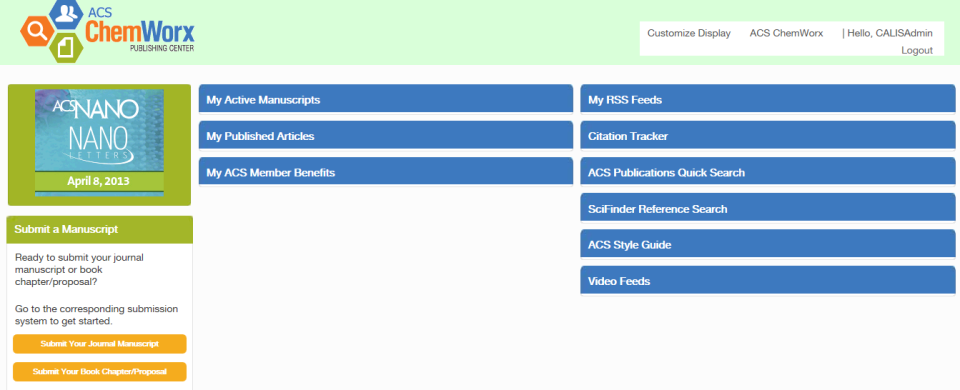 ACS
ChemWorx
PUBLISHING CENTER
Customize Display ACS ChemWorx | Hello, CALISAdmin
Logout
ACSNANO
NANO
LETTERS
April 8, 2013
Submit a Manuscript
Ready to submit your journal
manuscript or book
chapter/proposal?
Go to the corresponding submission
system to get started.
Submit Your Journal Manuscript
Submit Your Book Chapter/Proposal
My Active Manuscripts
My Published Articles
My ACS Member Benefits
My RSS Feeds
Citation Tracker
ACS Publications Quick Search
SciFinder Reference Search
ACS Style Guide
Video Feeds